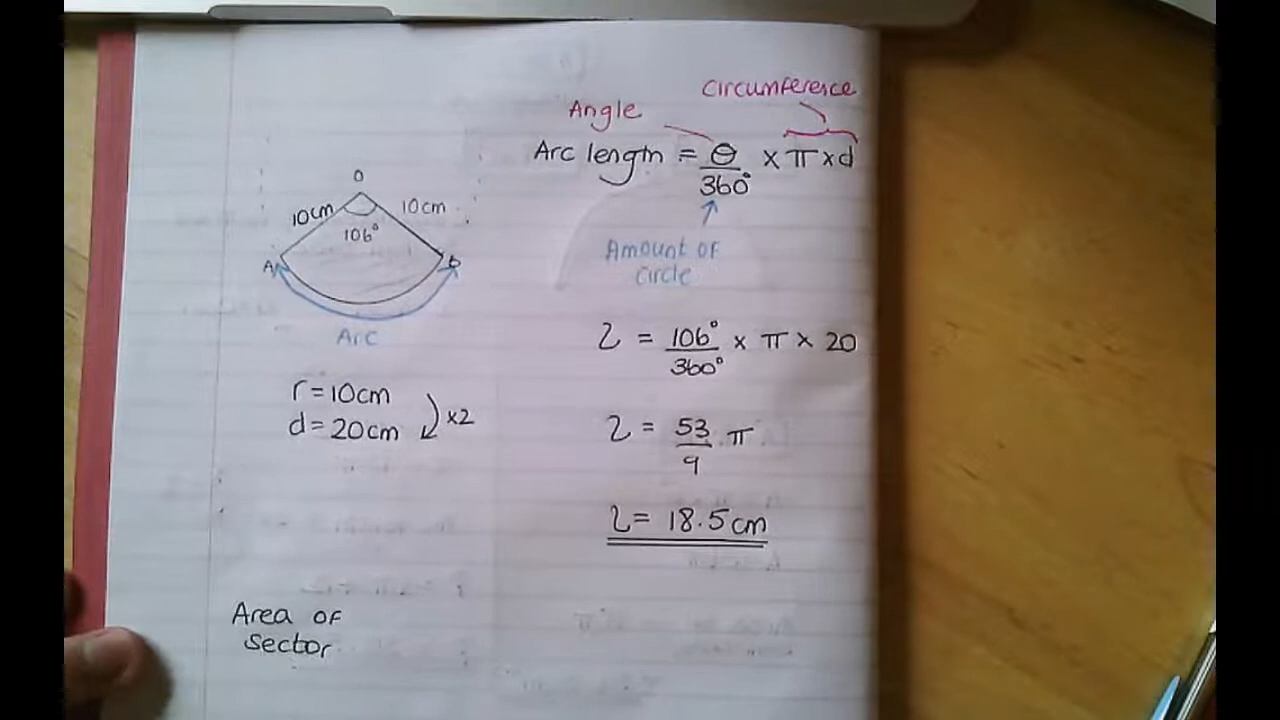 Circumference
Angle
Arc length = θ/360° × π × d
Amount of
circle
O
10cm 10cm
106°
A b
Arc
r = 10cm
d = 20cm ×2
l = 106°/360° × π × 20
l = 53/9 π
l = 18.5cm
Area of
sector